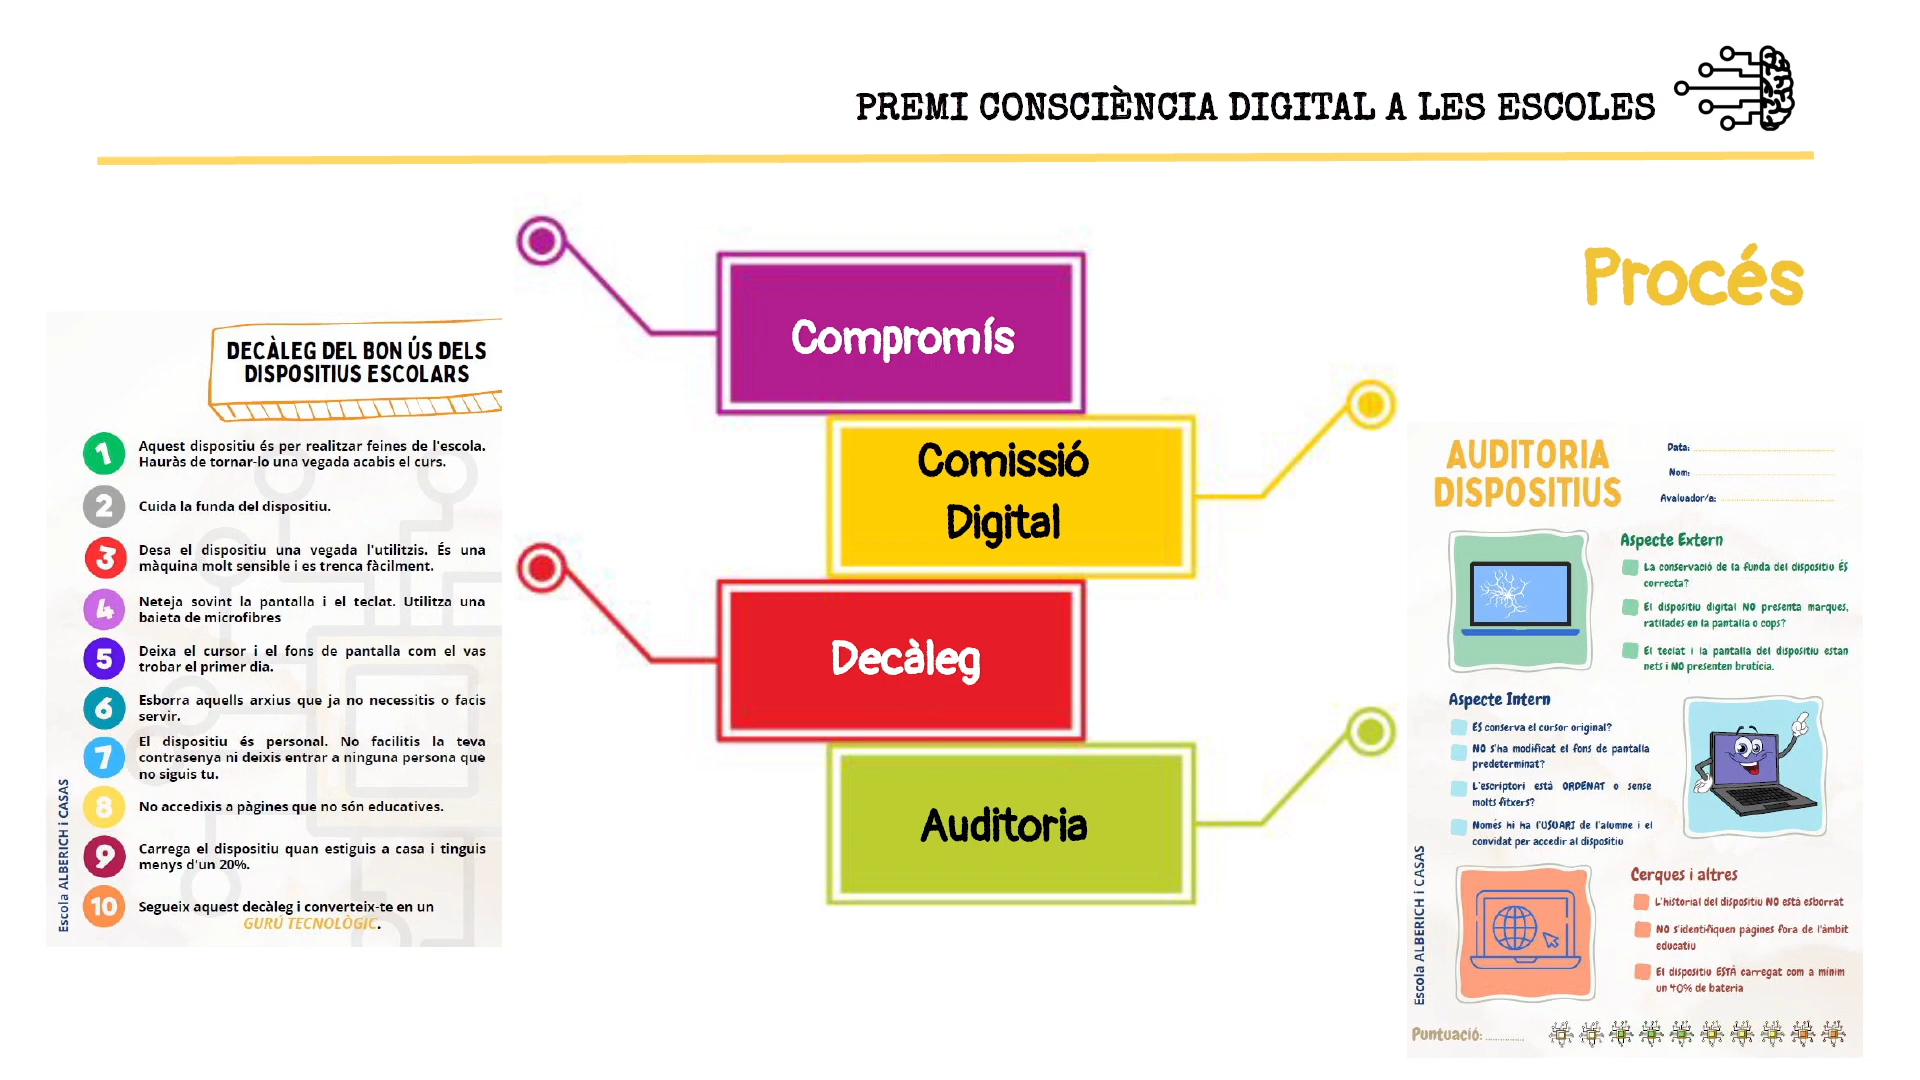 PREMI CONSCIÈNCIA DIGITAL A LES ESCOLES
Procés
Compromís
Comissió
Digital
Decàleg
Auditoria
DECÀLEG DEL BON ÚS DELS
DISPOSITIUS ESCOLARS
1 Aquest dispositiu és per realitzar feines de l'escola.
Hauràs de tornar-lo una vegada acabis el curs.
2 Cuida la funda del dispositiu.
3 Desa el dispositiu una vegada l'utilitzis. És una
màquina molt sensible i es trenca fàcilment.
4 Neteja sovint la pantalla i el teclat. Utilitza una
baieta de microfibres
5 Deixa el cursor i el fons de pantalla com el vas
trobar el primer dia.
6 Esborra aquells arxius que ja no necessitis o facis
servir.
7 El dispositiu és personal. No facilitis la teva
contrasenya ni deixis entrar a ninguna persona que
no siguis tu.
8 No accedixis a pàgines que no són educatives.
9 Carrega el dispositiu quan estiguis a casa i tinguis
menys d'un 20%.
10 Segueix aquest decàleg i converteix-te en un
GURÚ TECNOLÒGIC.
Escola ALBERICH i CASAS
AUDITORIA
DISPOSITIUS
Data:
Nom:
Avaluador/a:
Aspecte Extern
La conservació de la funda del dispositiu ÉS
correcta?
El dispositiu digital NO presenta marques,
ratllades en la pantalla o cops?
El teclat i la pantalla del dispositiu estan
nets i NO presenten brutícia.
Aspecte Intern
ES conserva el cursor original?
NO s'ha modificat el fons de pantalla
predeterminat?
L'escriptori està ORDENAT o sense
molts fitxers?
Només hi ha l'USUARI de l'alumne i el
convidat per accedir al dispositiu
Cerques i altres
L'historial del dispositiu NO està esborrat
NO s'identifiquen pàgines fora de l'àmbit
educatiu
El dispositiu ESTÀ carregat com a mínim
un 40% de bateria
Escola ALBERICH i CASAS
Puntuació: